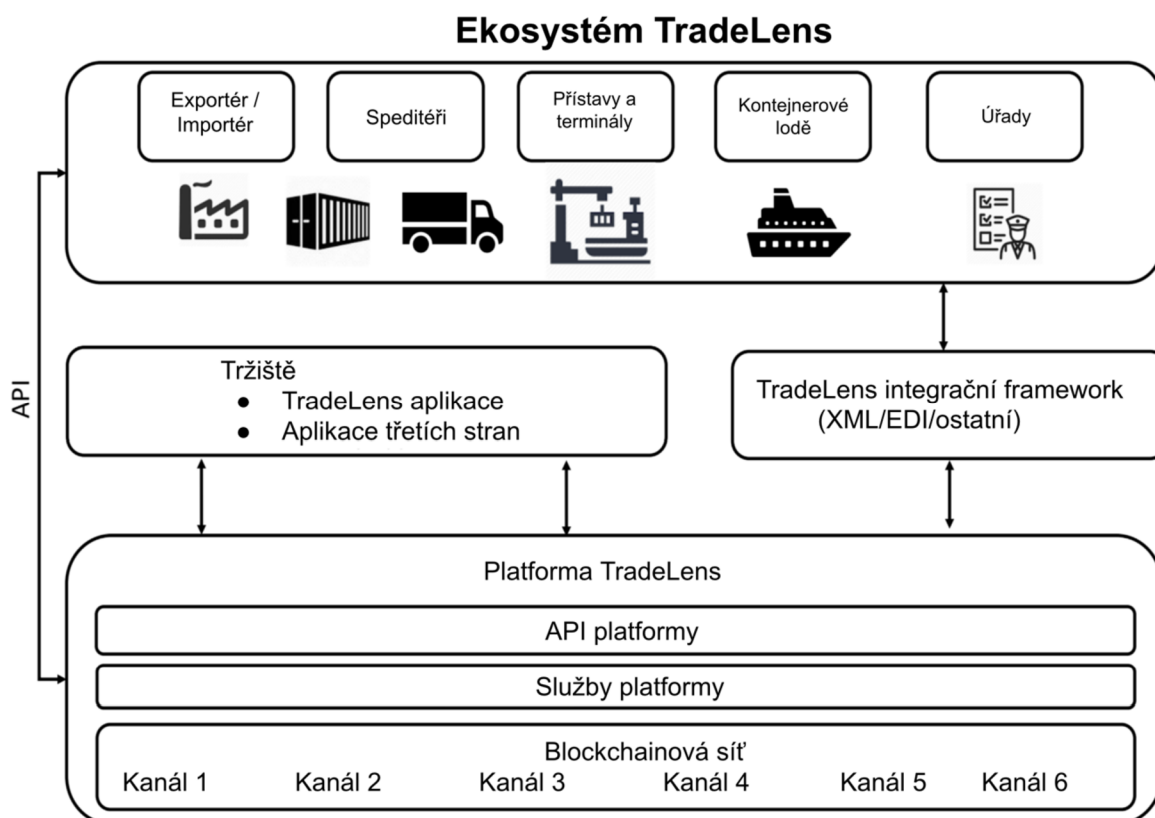 Ekosystém TradeLens
Exportér /
Importér
Speditéři
Přístavy a
terminály
Kontejnerové
lodě
Úřady
API
Tržiště
● TradeLens aplikace
● Aplikace třetích stran
TradeLens integrační framework
(XML/EDI/ostatní)
Platforma TradeLens
API platformy
Služby platformy
Blockchainová síť
Kanál 1 Kanál 2 Kanál 3 Kanál 4 Kanál 5 Kanál 6